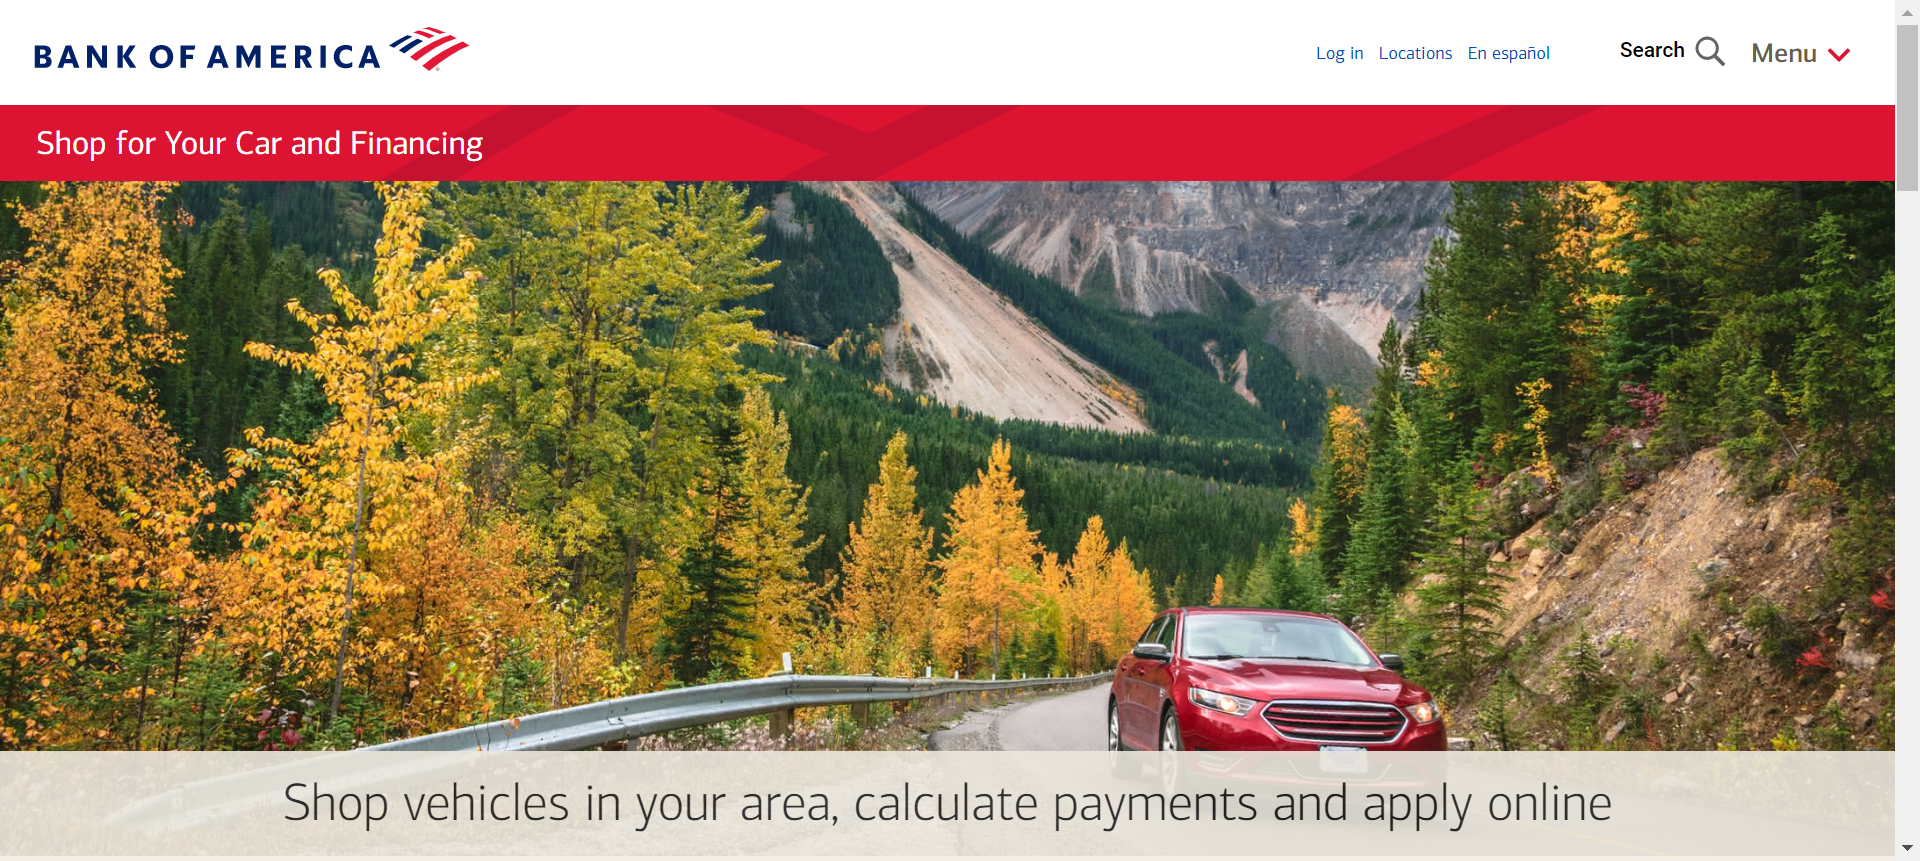 BANK OF AMERICA
Log in Locations En español Search Menu
Shop for Your Car and Financing
Shop vehicles in your area, calculate payments and apply online